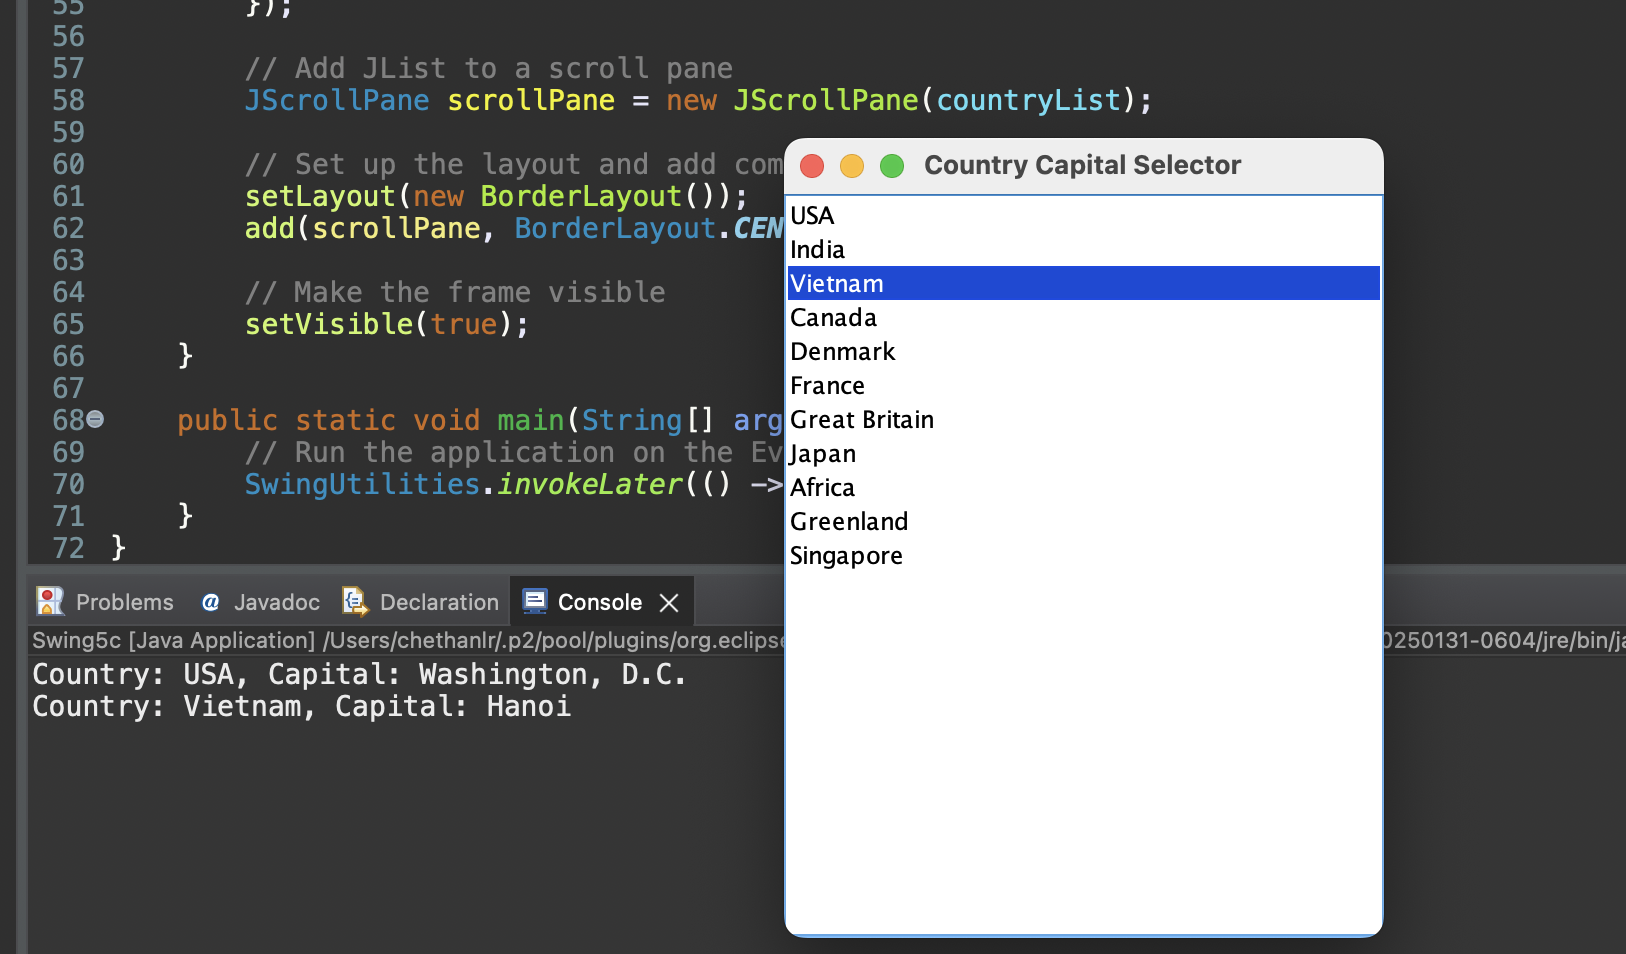 55 });
56
57 // Add JList to a scroll pane
58 JScrollPane scrollPane = new JScrollPane(countryList);
59
60 // Set up the layout and add com
61 setLayout(new BorderLayout());
62 add(scrollPane, BorderLayout.CEN
63
64 // Make the frame visible
65 setVisible(true);
66 }
67
68 public static void main(String[] arg
69 // Run the application on the Ev
70 SwingUtilities.invokeLater(() ->
71 }
72 }
Country Capital Selector
USA
India
Vietnam
Canada
Denmark
France
Great Britain
Japan
Africa
Greenland
Singapore
Problems @ Javadoc Declaration Console
Swing5c [Java Application] /Users/chethanlr/.p2/pool/plugins/org.eclipse 0250131-0604/jre/bin/ja
Country: USA, Capital: Washington, D.C.
Country: Vietnam, Capital: Hanoi